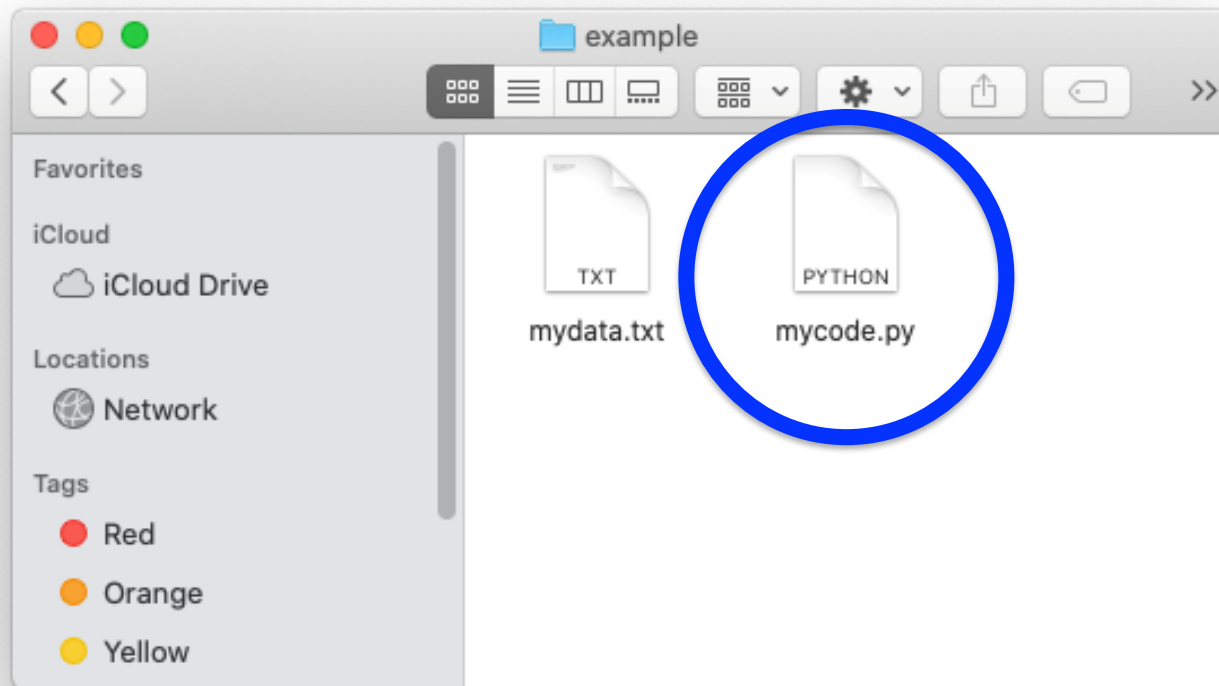 example
Favorites
iCloud
iCloud Drive
Locations
Network
Tags
Red
Orange
Yellow
TXT
mydata.txt
PYTHON
mycode.py